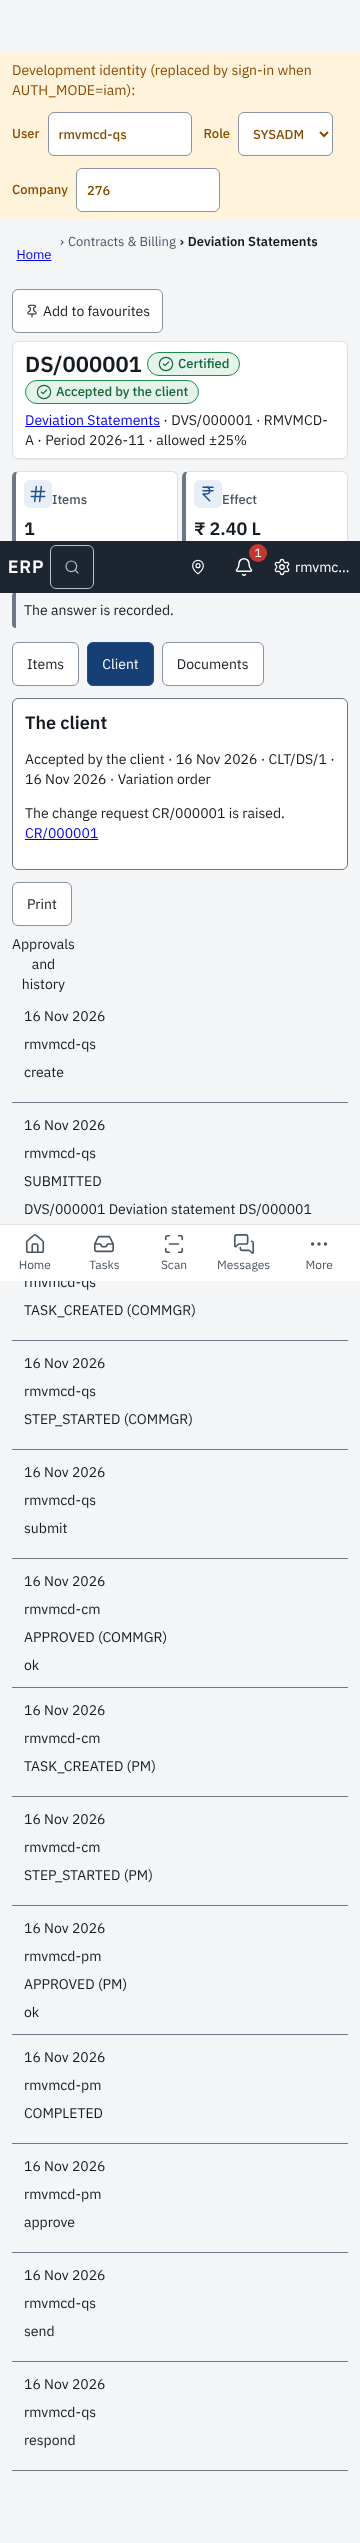 Development identity (replaced by sign-in when
AUTH_MODE=iam):
User rmvmcd-qs Role SYSADM
Company 276
Home › Contracts & Billing › Deviation Statements
Add to favourites
DS/000001 Certified
Accepted by the client
Deviation Statements · DVS/000001 · RMVMCD-
A · Period 2026-11 · allowed ±25%
Items
1
Effect
₹ 2.40 L
ERP 1 rmvmc...
The answer is recorded.
Items Client Documents
The client
Accepted by the client · 16 Nov 2026 · CLT/DS/1 ·
16 Nov 2026 · Variation order
The change request CR/000001 is raised.
CR/000001
Print
Approvals
and
history
16 Nov 2026
rmvmcd-qs
create
16 Nov 2026
rmvmcd-qs
SUBMITTED
DVS/000001 Deviation statement DS/000001
Home Tasks Scan Messages More
rmvmcd-qs
TASK_CREATED (COMMGR)
16 Nov 2026
rmvmcd-qs
STEP_STARTED (COMMGR)
16 Nov 2026
rmvmcd-qs
submit
16 Nov 2026
rmvmcd-cm
APPROVED (COMMGR)
ok
16 Nov 2026
rmvmcd-cm
TASK_CREATED (PM)
16 Nov 2026
rmvmcd-cm
STEP_STARTED (PM)
16 Nov 2026
rmvmcd-pm
APPROVED (PM)
ok
16 Nov 2026
rmvmcd-pm
COMPLETED
16 Nov 2026
rmvmcd-pm
approve
16 Nov 2026
rmvmcd-qs
send
16 Nov 2026
rmvmcd-qs
respond